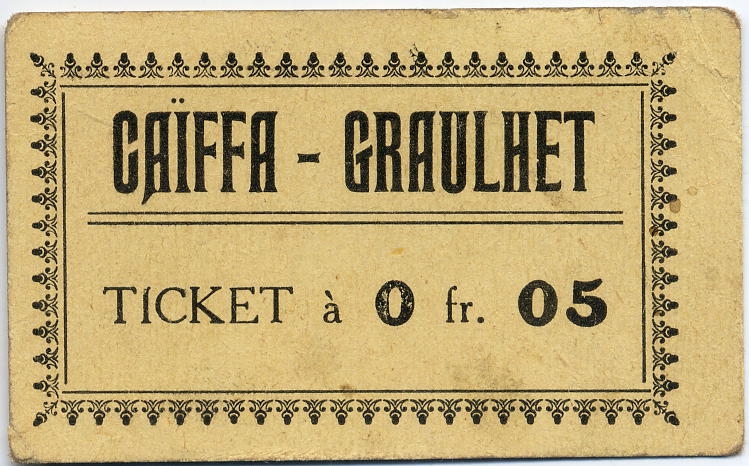 CAÏFFA - GRAULHET
TICKET à 0 fr. 05